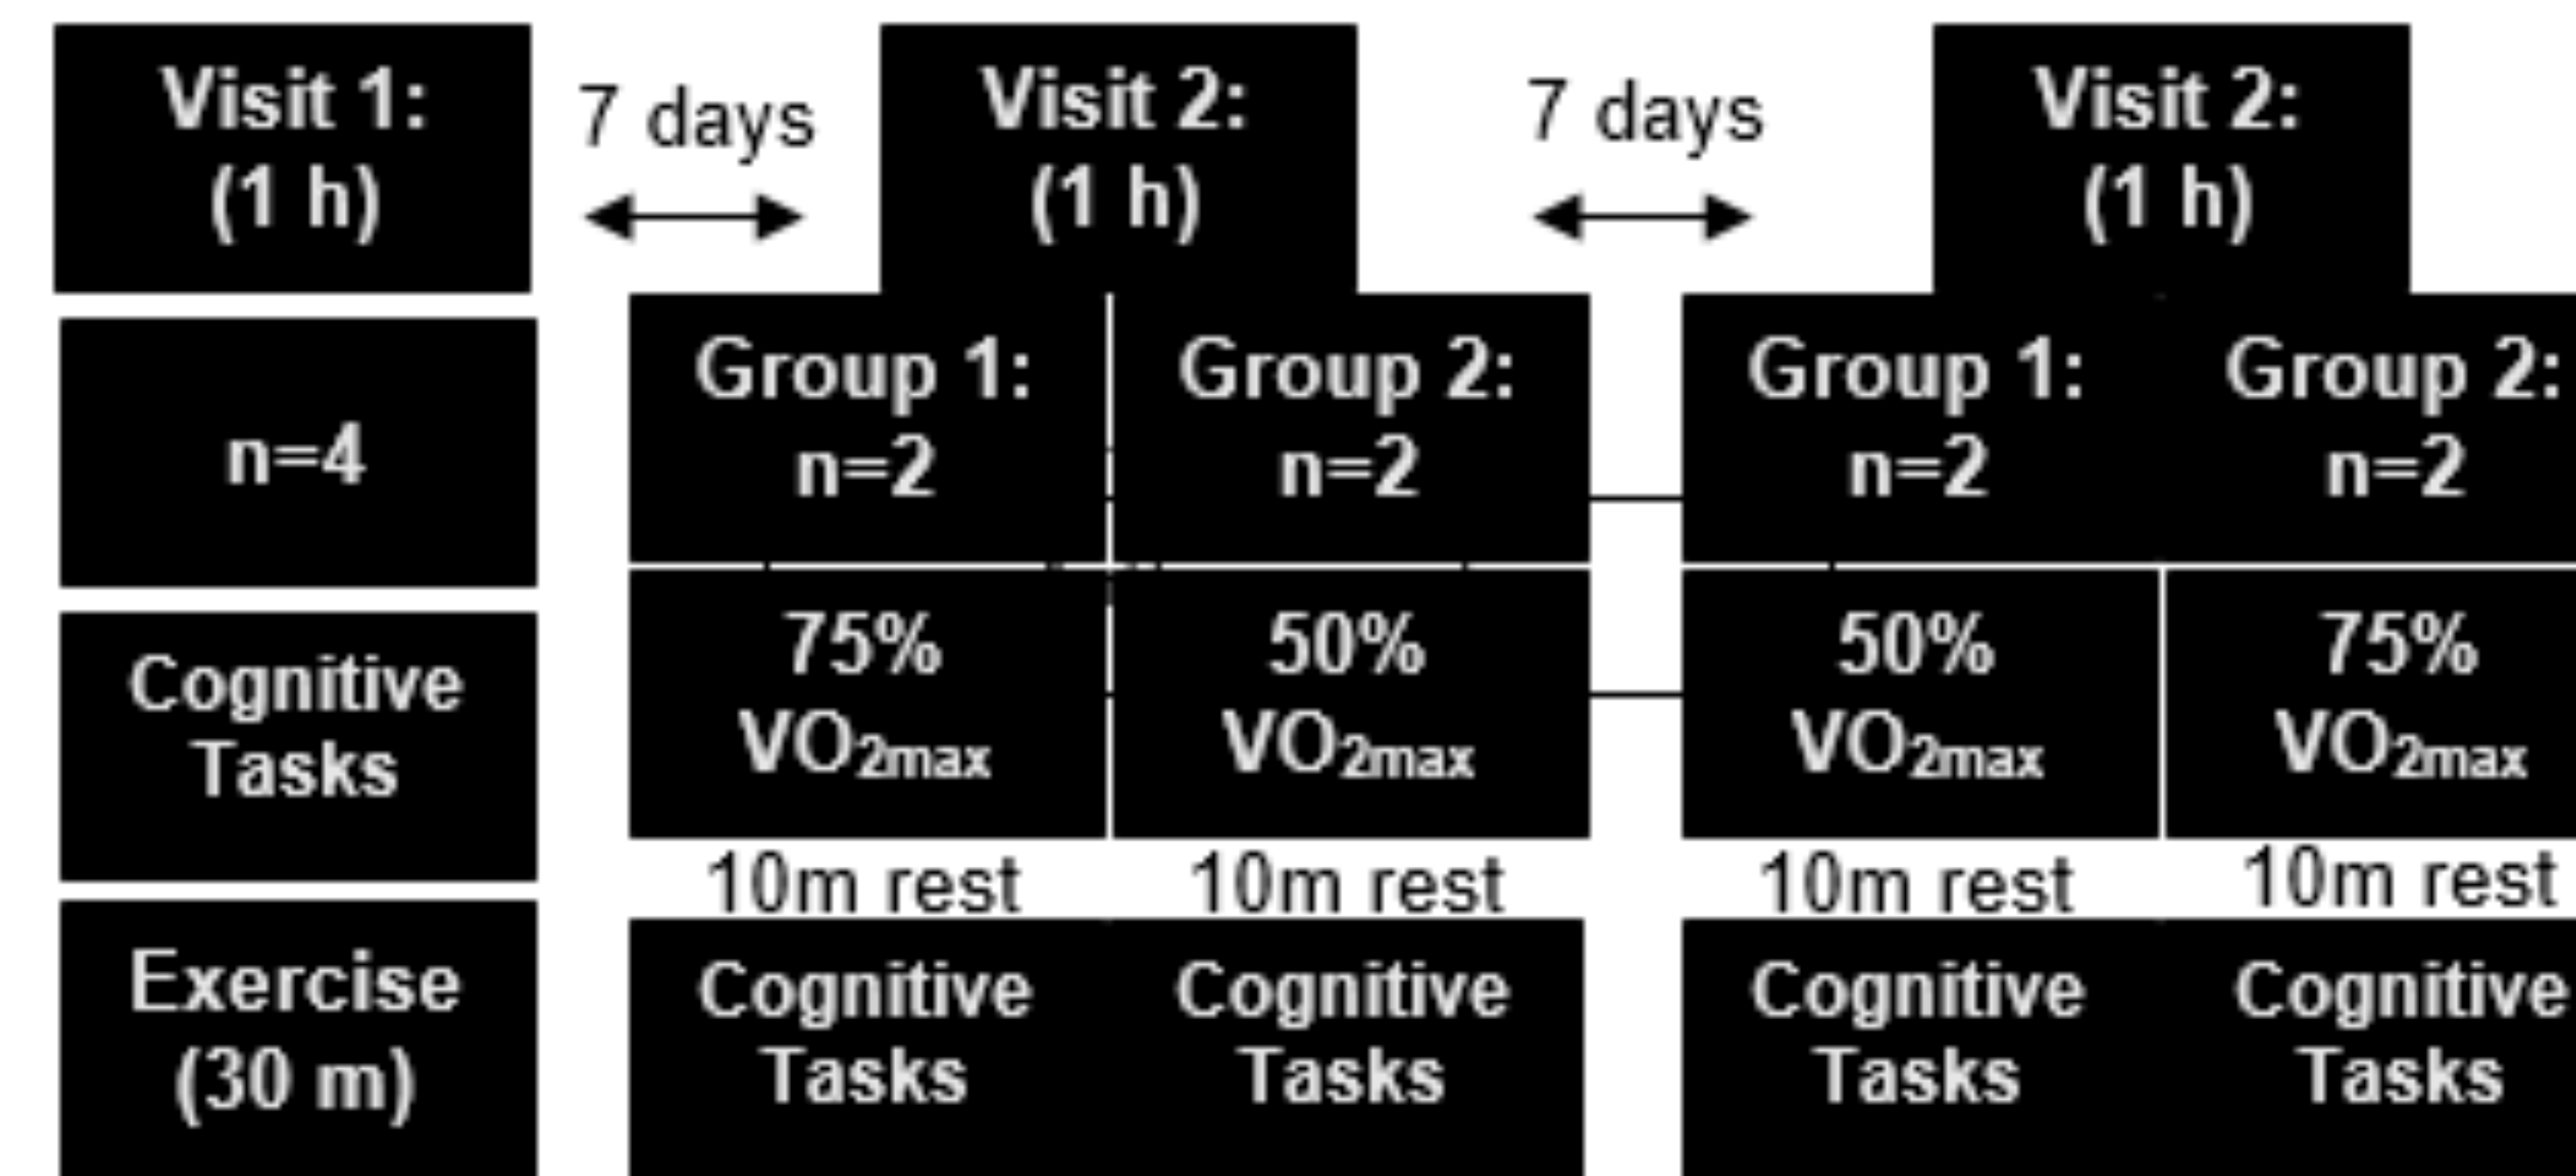 Visit 1:
(1 h)
7 days
Visit 2:
(1 h)
7 days
Visit 2:
(1 h)
n=4
Group 1:
n=2
Group 2:
n=2
Group 1:
n=2
Group 2:
n=2
Cognitive
Tasks
75%
VO2max
50%
VO2max
50%
VO2max
75%
VO2max
10m rest
10m rest
10m rest
10m rest
Exercise
(30 m)
Cognitive
Tasks
Cognitive
Tasks
Cognitive
Tasks
Cognitive
Tasks